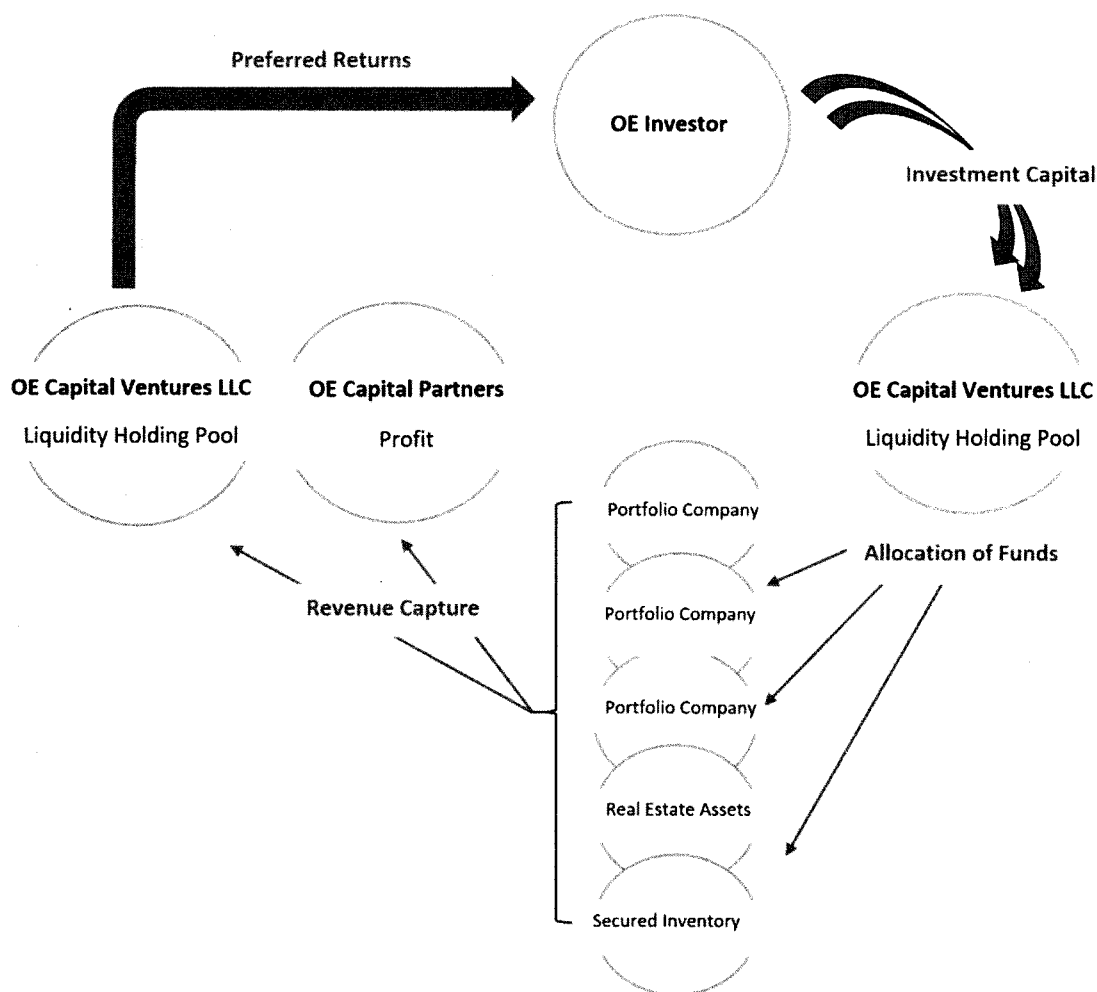 Preferred Returns
OE Investor
Investment Capital
OE Capital Ventures LLC
Liquidity Holding Pool
OE Capital Partners
Profit
OE Capital Ventures LLC
Liquidity Holding Pool
Portfolio Company
Allocation of Funds
Revenue Capture
Portfolio Company
Portfolio Company
Real Estate Assets
Secured Inventory